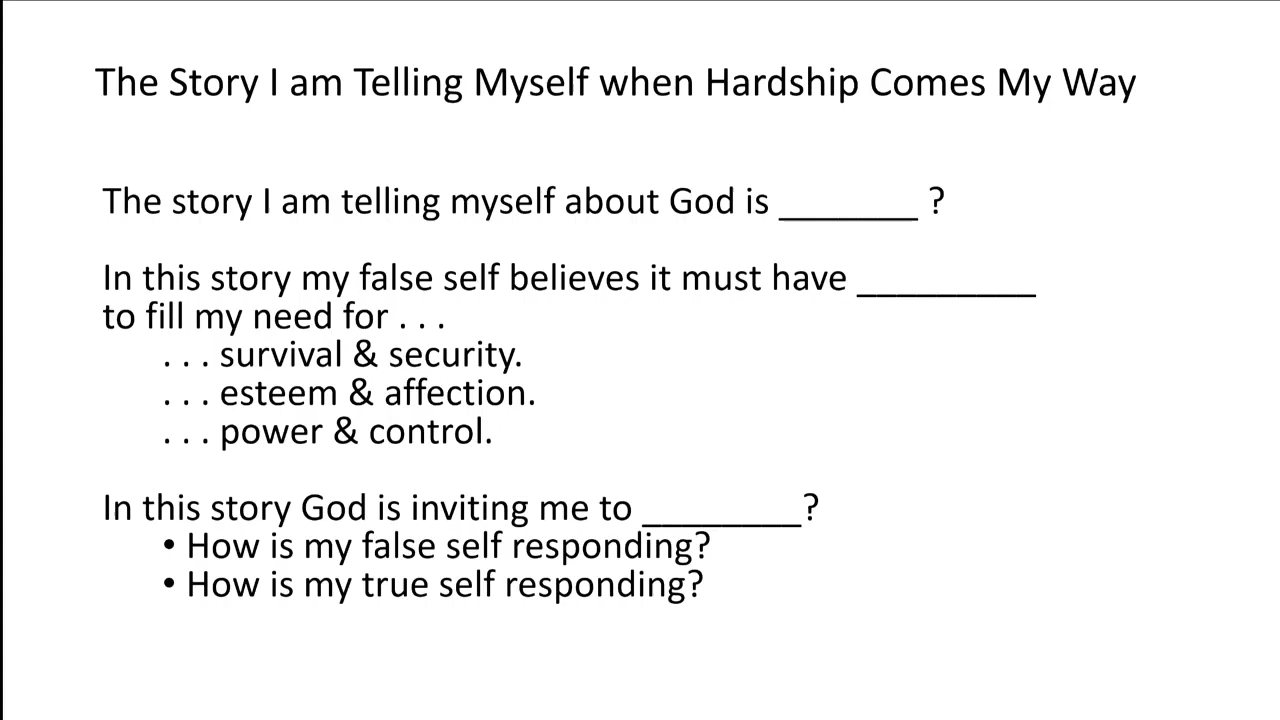 The Story I am Telling Myself when Hardship Comes My Way
The story I am telling myself about God is _______ ?
In this story my false self believes it must have _________
to fill my need for . . .
. . . survival & security.
. . . esteem & affection.
. . . power & control.
In this story God is inviting me to ________?
• How is my false self responding?
• How is my true self responding?